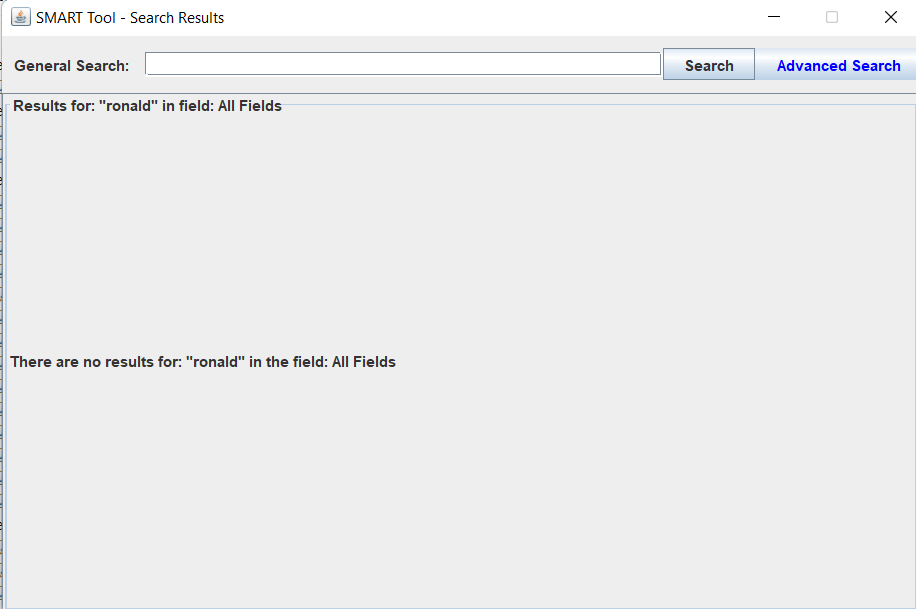 SMART Tool - Search Results
General Search:
Search
Advanced Search
Results for: "ronald" in field: All Fields
There are no results for: "ronald" in the field: All Fields